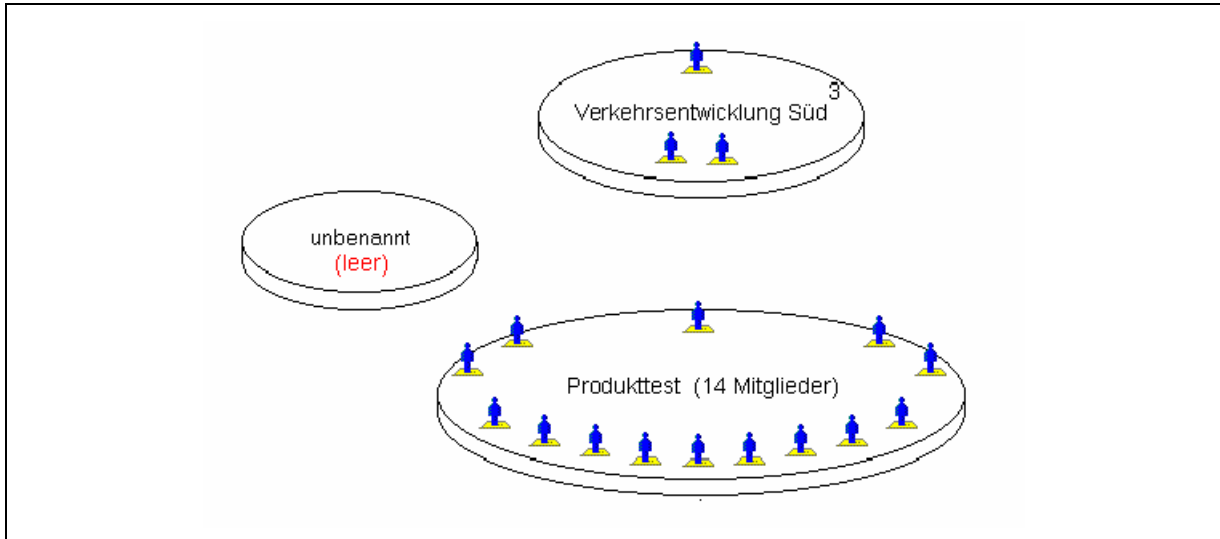 3
Verkehrsentwicklung Süd
unbenannt
(leer)
Produkttest (14 Mitglieder)